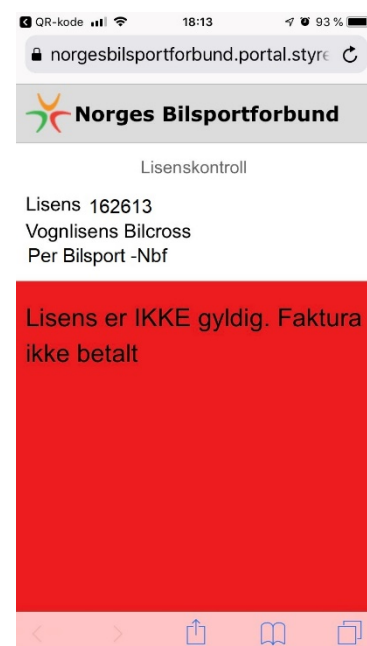 QR-kode 18:13 93 %
norgesbilsportforbund.portal.styre
Norges Bilsportforbund
Lisenskontroll
Lisens 162613
Vognlisens Bilcross
Per Bilsport -Nbf
Lisens er IKKE gyldig. Faktura
ikke betalt